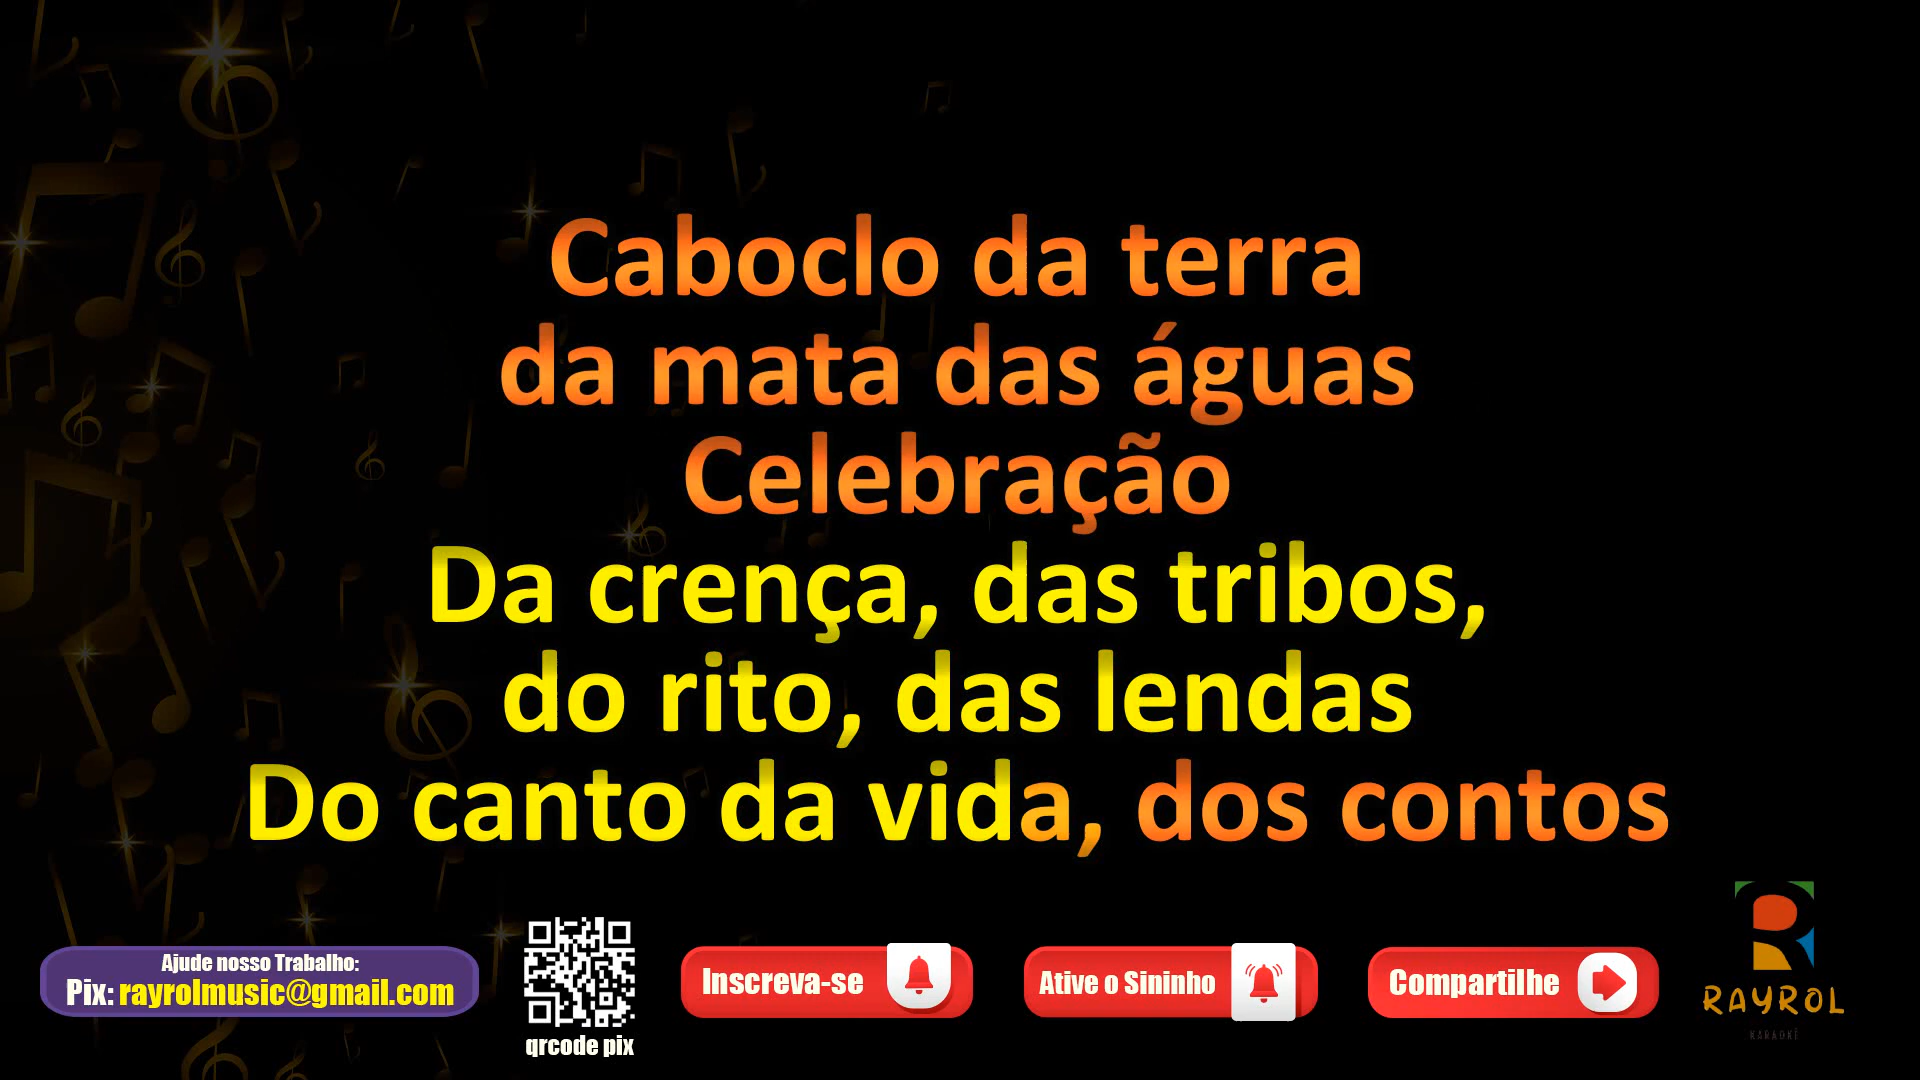 Caboclo da terra
da mata das águas
Celebração
Da crença, das tribos,
do rito, das lendas
Do canto da vida, dos contos
Ajude nosso Trabalho:
Pix: rayrolmusic@gmail.com
qrcode pix
Inscreva-se
Ative o Sininho
Compartilhe
RAYROL
KARAOKÊ